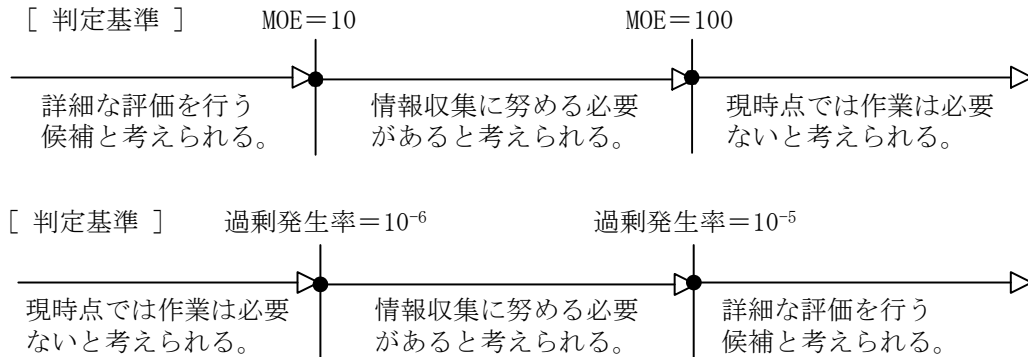 [ 判定基準 ] MOE=10 MOE=100
詳細な評価を行う 情報収集に努める必要 現時点では作業は必要
候補と考えられる。 があると考えられる。 ないと考えられる。
[ 判定基準 ] 過剰発生率=10⁻⁶ 過剰発生率=10⁻⁵
現時点では作業は必要 情報収集に努める必要 詳細な評価を行う
ないと考えられる。 があると考えられる。 候補と考えられる。